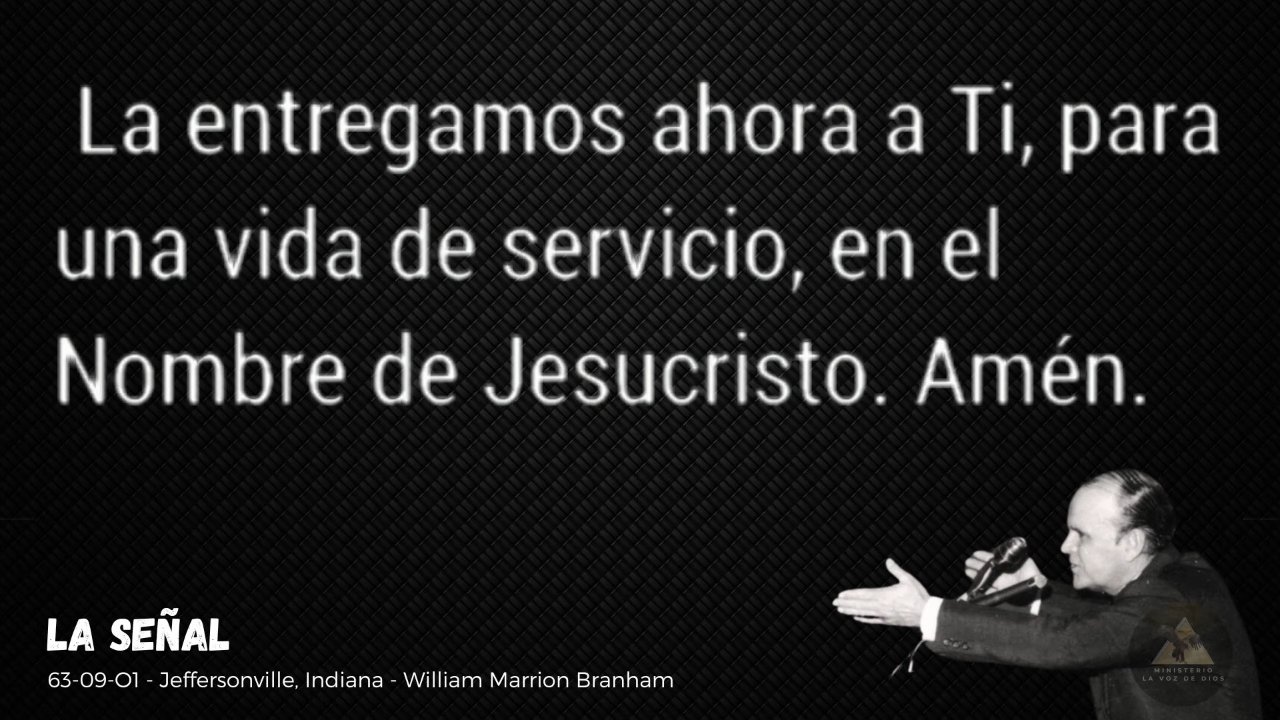 La entregamos ahora a Ti, para
una vida de servicio, en el
Nombre de Jesucristo. Amén.
LA SEÑAL
63-09-O1 - Jeffersonville, Indiana - William Marrion Branham
MINISTERIO
LA VOZ DE DIOS